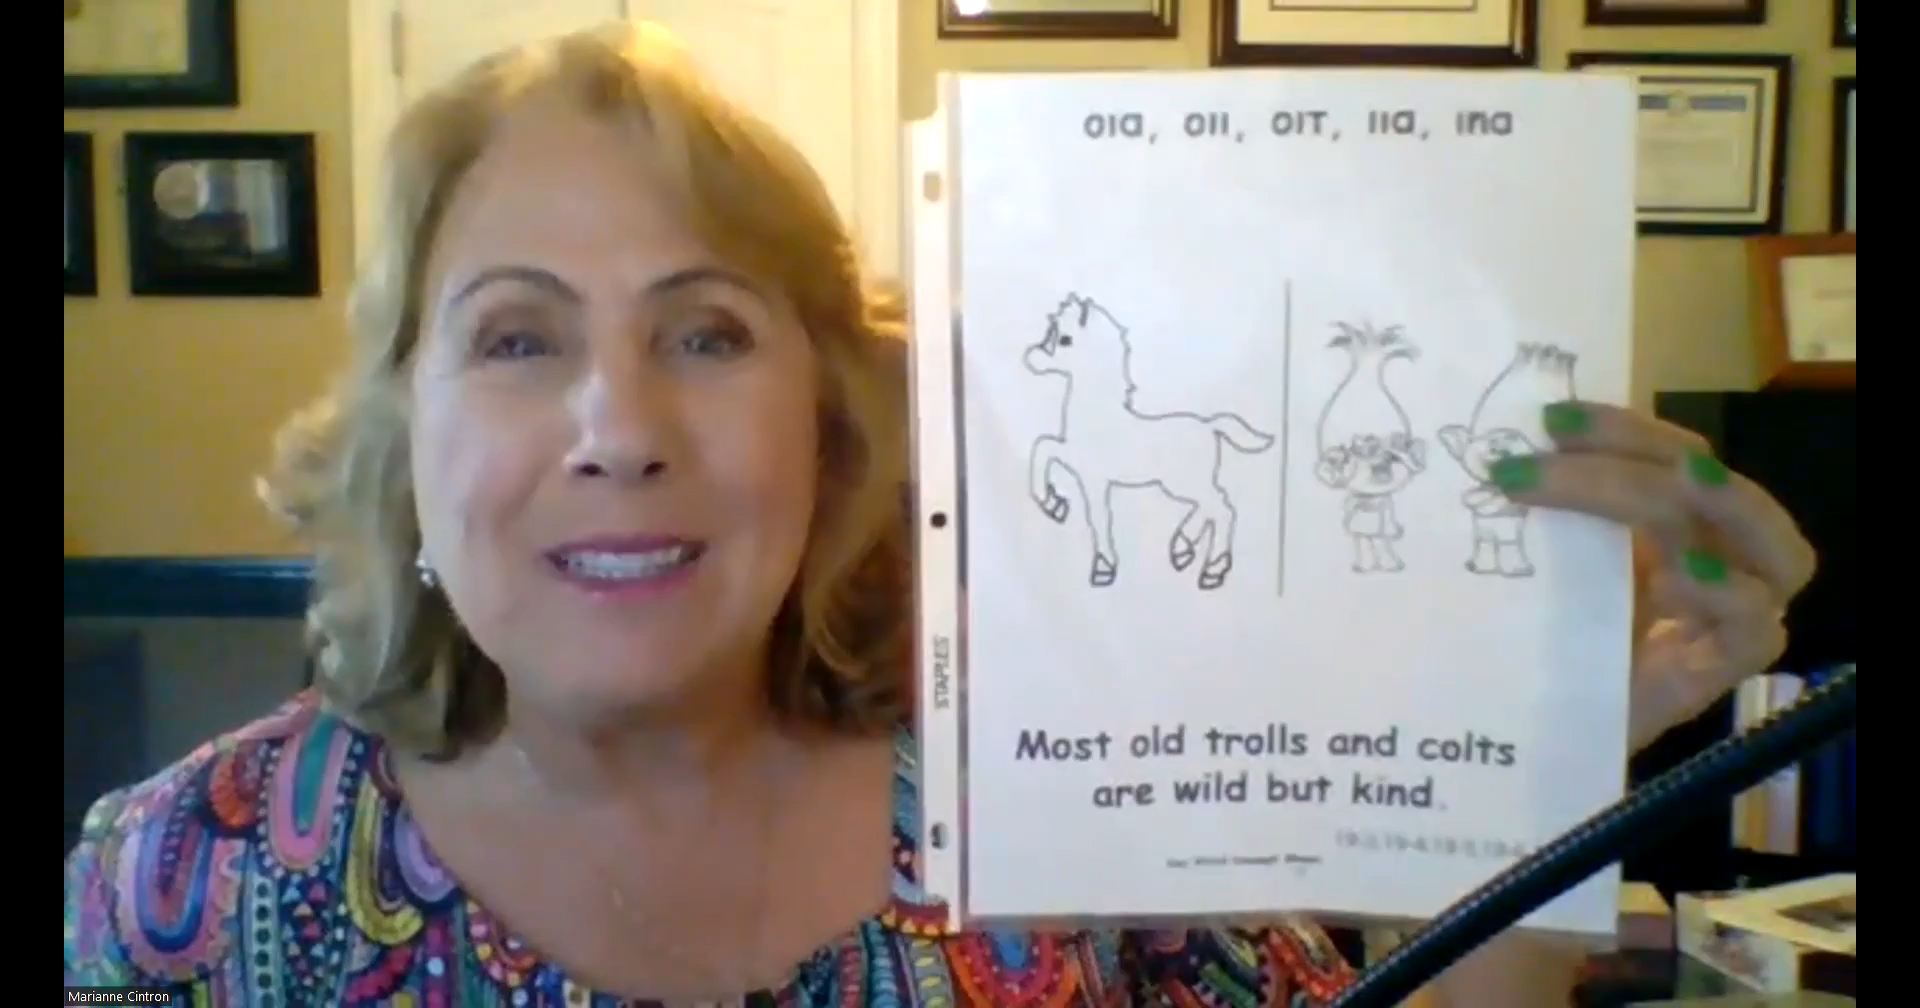 old, oll, olt, ild, ind
STAPLES
Most old trolls and colts
are wild but kind.
Marianne Cintron